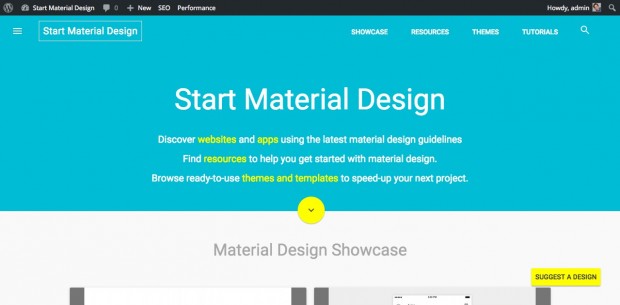 Start Material Design 0 + New SEO Performance Howdy, admin
Start Material Design SHOWCASE RESOURCES THEMES TUTORIALS
Start Material Design
Discover websites and apps using the latest material design guidelines
Find resources to help you get started with material design.
Browse ready-to-use themes and templates to speed-up your next project.
Material Design Showcase
SUGGEST A DESIGN